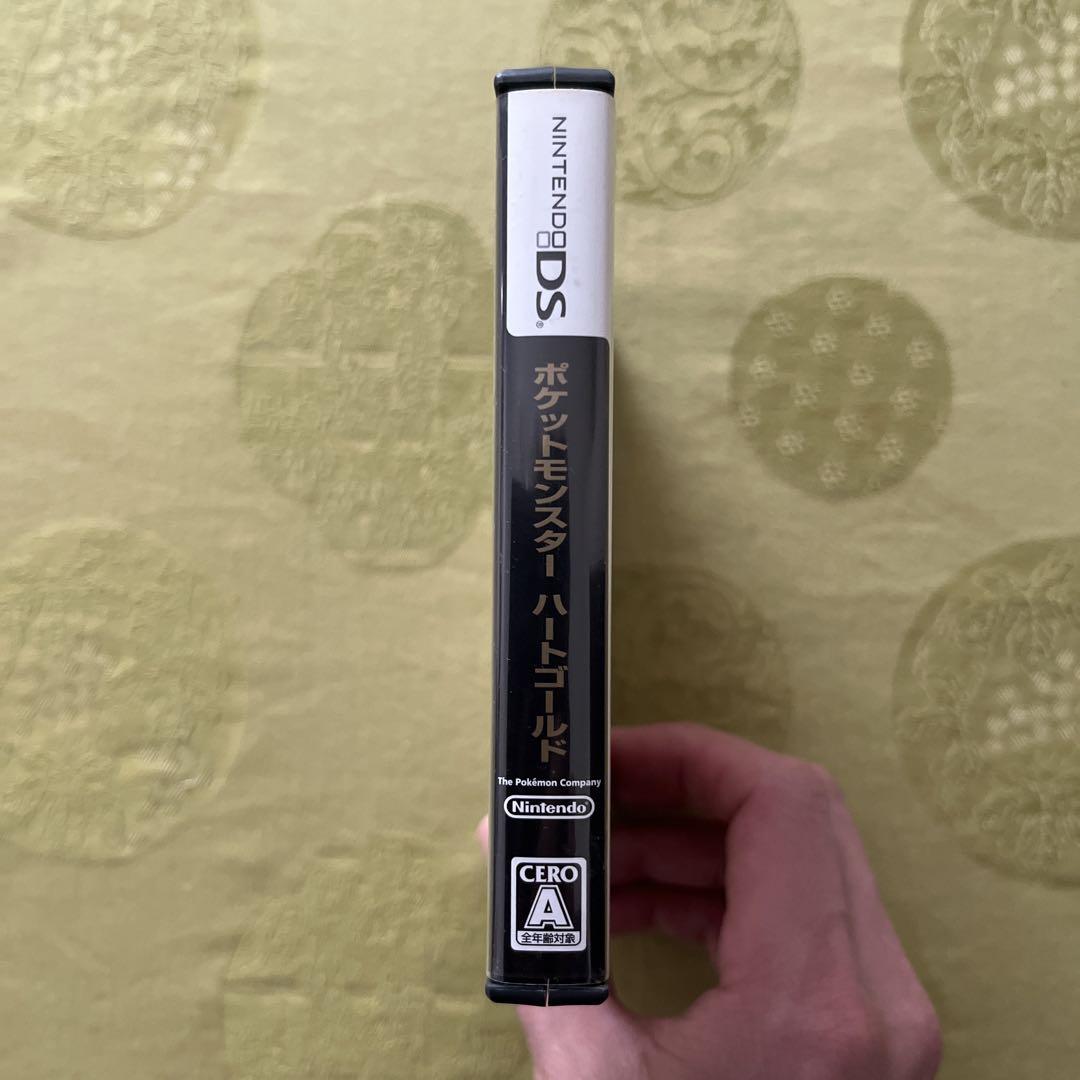 NINTENDO DS®
ポケットモンスター ハートゴールド
The Pokémon Company
Nintendo®
CERO
A
全年齢対象